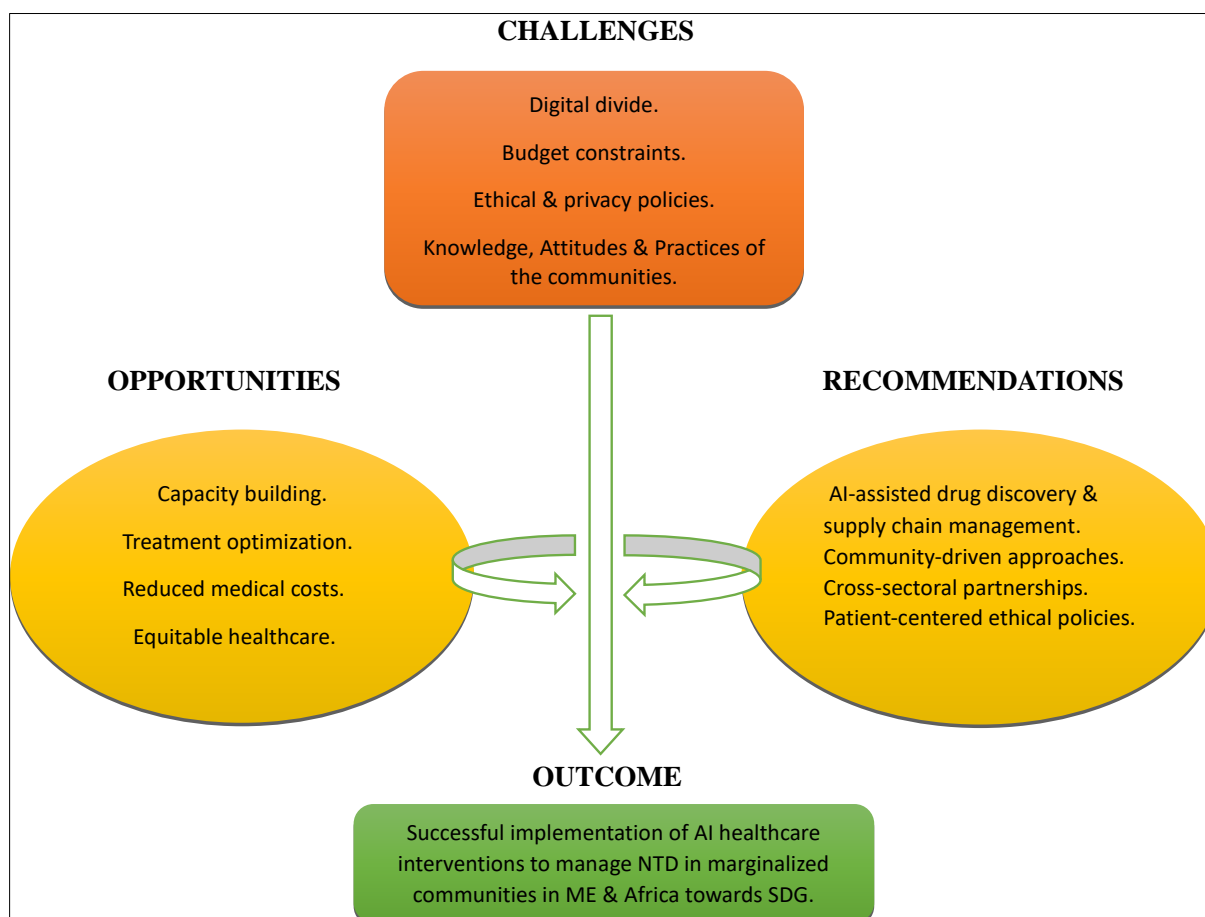 CHALLENGES
Digital divide.
Budget constraints.
Ethical & privacy policies.
Knowledge, Attitudes & Practices of
the communities.
OPPORTUNITIES
Capacity building.
Treatment optimization.
Reduced medical costs.
Equitable healthcare.
RECOMMENDATIONS
AI-assisted drug discovery &
supply chain management.
Community-driven approaches.
Cross-sectoral partnerships.
Patient-centered ethical policies.
OUTCOME
Successful implementation of AI healthcare
interventions to manage NTD in marginalized
communities in ME & Africa towards SDG.